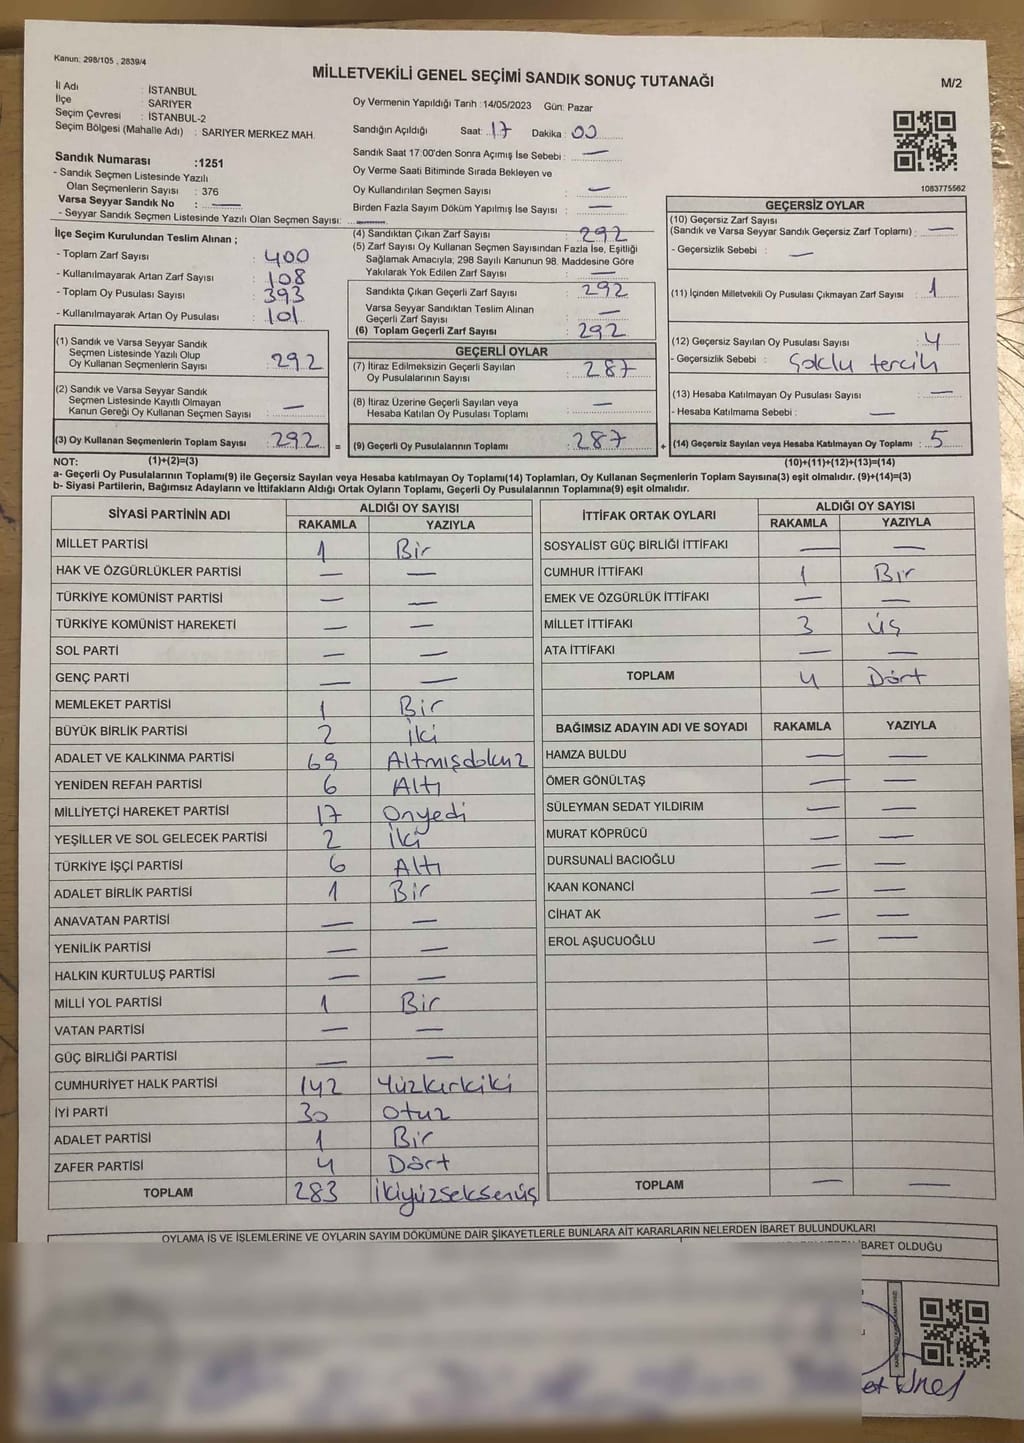 Kanun: 298/105 , 2839/4
MİLLETVEKİLİ GENEL SEÇİMİ SANDIK SONUÇ TUTANAĞI
M/2
İl Adı : İSTANBUL
İlçe : SARIYER
Seçim Çevresi : İSTANBUL-2
Seçim Bölgesi (Mahalle Adı) : SARIYER MERKEZ MAH.
Sandık Numarası :1251
- Sandık Seçmen Listesinde Yazılı
Olan Seçmenlerin Sayısı : 376
Varsa Seyyar Sandık No : —
- Seyyar Sandık Seçmen Listesinde Yazılı Olan Seçmen Sayısı: —
Oy Vermenin Yapıldığı Tarih :14/05/2023 Gün: Pazar
Sandığın Açıldığı Saat: 17 Dakika: 00
Sandık Saat 17:00'den Sonra Açımış İse Sebebi : —
Oy Verme Saati Bitiminde Sırada Bekleyen ve
Oy Kullandırılan Seçmen Sayısı : —
Birden Fazla Sayım Döküm Yapılmış İse Sayısı : —
1083775562
İlçe Seçim Kurulundan Teslim Alınan ;
- Toplam Zarf Sayısı : 400
- Kullanılmayarak Artan Zarf Sayısı : 108
- Toplam Oy Pusulası Sayısı : 393
- Kullanılmayarak Artan Oy Pusulası : 101
(1) Sandık ve Varsa Seyyar Sandık
Seçmen Listesinde Yazılı Olup
Oy Kullanan Seçmenlerin Sayısı : 292
(2) Sandık ve Varsa Seyyar Sandık
Seçmen Listesinde Kayıtlı Olmayan
Kanun Gereği Oy Kullanan Seçmen Sayısı : —
(3) Oy Kullanan Seçmenlerin Toplam Sayısı : 292 =
(4) Sandıktan Çıkan Zarf Sayısı : 292
(5) Zarf Sayısı Oy Kullanan Seçmen Sayısından Fazla İse, Eşitliği
Sağlamak Amacıyla, 298 Sayılı Kanunun 98. Maddesine Göre
Yakılarak Yok Edilen Zarf Sayısı : —
Sandıkta Çıkan Geçerli Zarf Sayısı : 292
Varsa Seyyar Sandıktan Teslim Alınan
Geçerli Zarf Sayısı : —
(6) Toplam Geçerli Zarf Sayısı : 292
GEÇERLİ OYLAR
(7) İtiraz Edilmeksizin Geçerli Sayılan
Oy Pusulalarının Sayısı : 287
(8) İtiraz Üzerine Geçerli Sayılan veya
Hesaba Katılan Oy Pusulası Toplamı : —
(9) Geçerli Oy Pusulalarının Toplamı : 287 +
GEÇERSİZ OYLAR
(10) Geçersiz Zarf Sayısı
(Sandık ve Varsa Seyyar Sandık Geçersiz Zarf Toplamı) : —
- Geçersizlik Sebebi : —
(11) İçinden Milletvekili Oy Pusulası Çıkmayan Zarf Sayısı : 1
(12) Geçersiz Sayılan Oy Pusulası Sayısı : 4
- Geçersizlik Sebebi : Çoklu tercih
(13) Hesaba Katılmayan Oy Pusulası Sayısı : —
- Hesaba Katılmama Sebebi : —
(14) Geçersiz Sayılan veya Hesaba Katılmayan Oy Toplamı : 5
NOT: (1)+(2)=(3) (10)+(11)+(12)+(13)=(14)
a- Geçerli Oy Pusulalarının Toplamı(9) ile Geçersiz Sayılan veya Hesaba katılmayan Oy Toplamı(14) Toplamları, Oy Kullanan Seçmenlerin Toplam Sayısına(3) eşit olmalıdır. (9)+(14)=(3)
b- Siyasi Partilerin, Bağımsız Adayların ve İttifakların Aldığı Ortak Oyların Toplamı, Geçerli Oy Pusulalarının Toplamına(9) eşit olmalıdır.
SİYASİ PARTİNİN ADI ALDIĞI OY SAYISI
RAKAMLA YAZIYLA
MİLLET PARTİSİ 1 Bir
HAK VE ÖZGÜRLÜKLER PARTİSİ — —
TÜRKİYE KOMÜNİST PARTİSİ — —
TÜRKİYE KOMÜNİST HAREKETİ — —
SOL PARTİ — —
GENÇ PARTİ — —
MEMLEKET PARTİSİ 1 Bir
BÜYÜK BİRLİK PARTİSİ 2 İki
ADALET VE KALKINMA PARTİSİ 69 Altmışdokuz
YENİDEN REFAH PARTİSİ 6 Altı
MİLLİYETÇİ HAREKET PARTİSİ 17 Onyedi
YEŞİLLER VE SOL GELECEK PARTİSİ 2 İki
TÜRKİYE İŞÇİ PARTİSİ 6 Altı
ADALET BİRLİK PARTİSİ 1 Bir
ANAVATAN PARTİSİ — —
YENİLİK PARTİSİ — —
HALKIN KURTULUŞ PARTİSİ — —
MİLLİ YOL PARTİSİ 1 Bir
VATAN PARTİSİ — —
GÜÇ BİRLİĞİ PARTİSİ — —
CUMHURİYET HALK PARTİSİ 142 Yüzkırkiki
İYİ PARTİ 30 Otuz
ADALET PARTİSİ 1 Bir
ZAFER PARTİSİ 4 Dört
TOPLAM 283 İkiyüzseksenüç
İTTİFAK ORTAK OYLARI ALDIĞI OY SAYISI
RAKAMLA YAZIYLA
SOSYALİST GÜÇ BİRLİĞİ İTTİFAKI — —
CUMHUR İTTİFAKI 1 Bir
EMEK VE ÖZGÜRLÜK İTTİFAKI — —
MİLLET İTTİFAKI 3 Üç
ATA İTTİFAKI — —
TOPLAM 4 Dört
BAĞIMSIZ ADAYIN ADI VE SOYADI RAKAMLA YAZIYLA
HAMZA BULDU — —
ÖMER GÖNÜLTAŞ — —
SÜLEYMAN SEDAT YILDIRIM — —
MURAT KÖPRÜCÜ — —
DURSUNALİ BACIOĞLU — —
KAAN KONANCİ — —
CİHAT AK — —
EROL AŞUCUOĞLU — —
TOPLAM — —
OYLAMA İŞ VE İŞLEMLERİNE VE OYLARIN SAYIM DÖKÜMÜNE DAİR ŞİKAYETLERLE BUNLARA AİT KARARLARIN NELERDEN İBARET BULUNDUKLARI
İBARET OLDUĞU